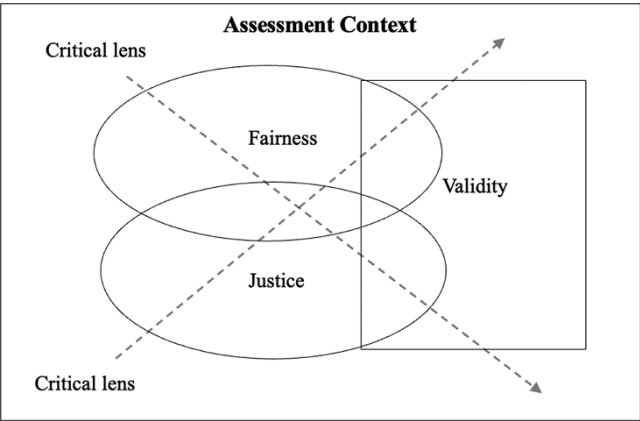 Assessment Context
Critical lens
Fairness
Validity
Justice
Critical lens